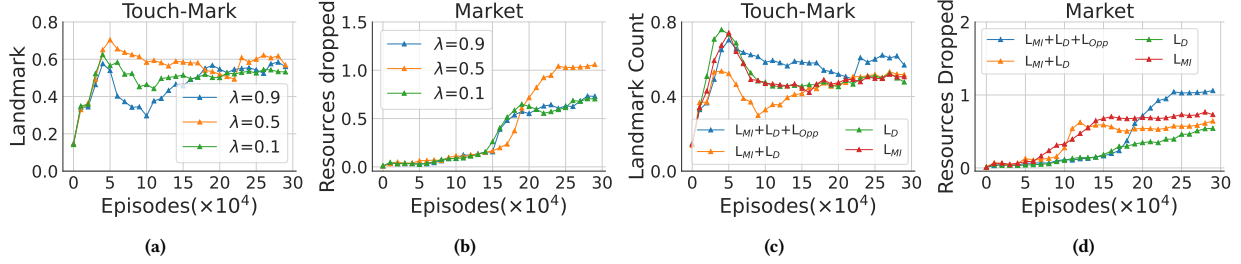 Touch-Mark
Landmark
0.8
0.6
0.4
0.2
0.0
λ=0.9
λ=0.5
λ=0.1
0 5 10 15 20 25 30
Episodes(×10⁴)
(a)
Market
Resources dropped
1.5
1.0
0.5
0.0
λ=0.9
λ=0.5
λ=0.1
0 5 10 15 20 25 30
Episodes(×10⁴)
(b)
Touch-Mark
Landmark Count
0.8
0.4
0.0
L_MI+L_D+L_Opp L_D
L_MI+L_D L_MI
0 5 10 15 20 25 30
Episodes(×10⁴)
(c)
Market
Resources Dropped
2
1
0
L_MI+L_D+L_Opp L_D
L_MI+L_D L_MI
0 5 10 15 20 25 30
Episodes(×10⁴)
(d)